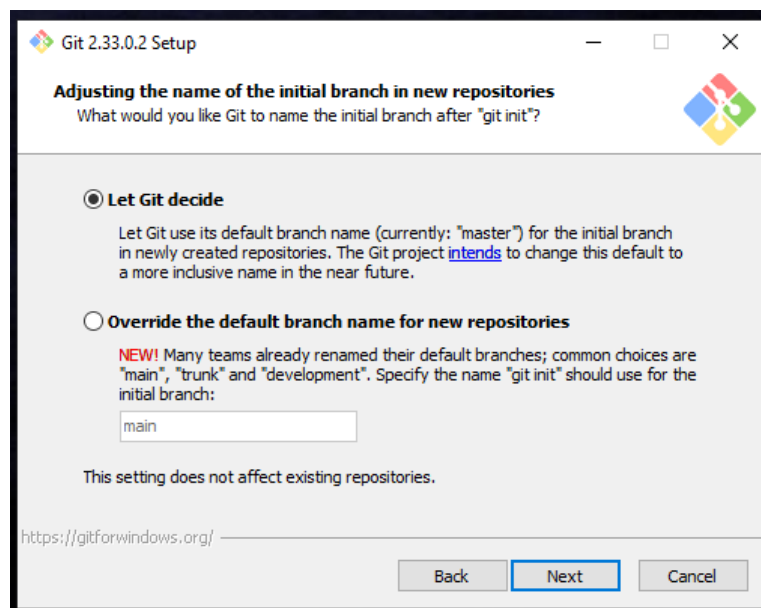 Git 2.33.0.2 Setup
Adjusting the name of the initial branch in new repositories
What would you like Git to name the initial branch after "git init"?
Let Git decide
Let Git use its default branch name (currently: "master") for the initial branch
in newly created repositories. The Git project intends to change this default to
a more inclusive name in the near future.
Override the default branch name for new repositories
NEW! Many teams already renamed their default branches; common choices are
"main", "trunk" and "development". Specify the name "git init" should use for the
initial branch:
main
This setting does not affect existing repositories.
https://gitforwindows.org/
Back Next Cancel